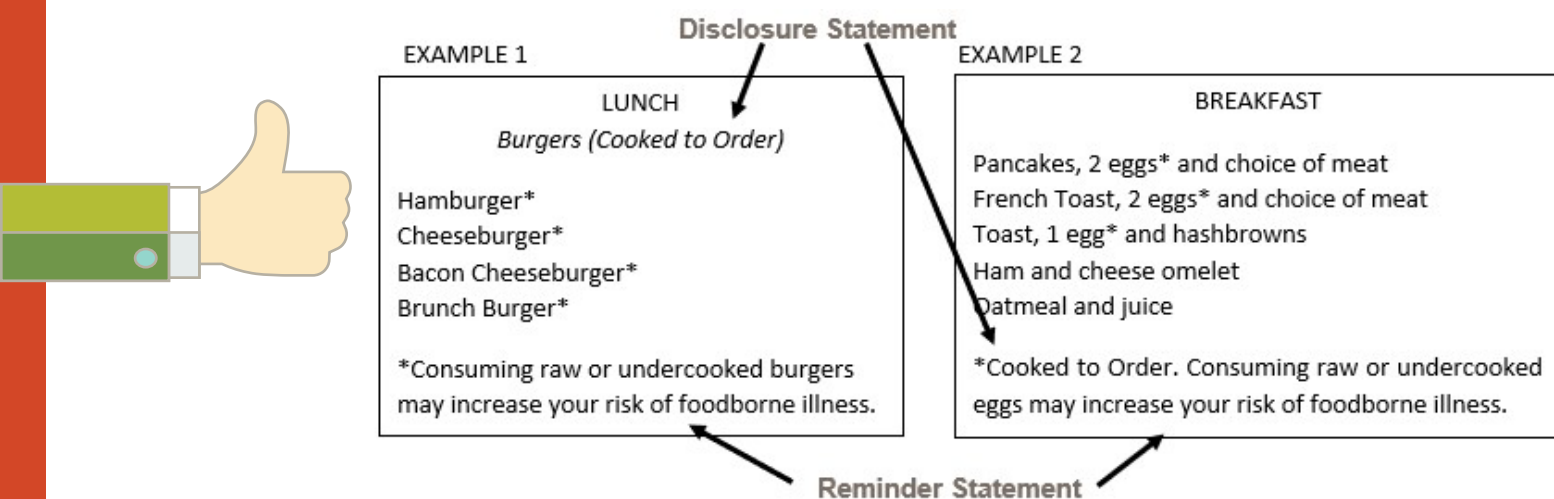 Disclosure Statement
EXAMPLE 1
LUNCH
Burgers (Cooked to Order)
Hamburger*
Cheeseburger*
Bacon Cheeseburger*
Brunch Burger*
*Consuming raw or undercooked burgers
may increase your risk of foodborne illness.
EXAMPLE 2
BREAKFAST
Pancakes, 2 eggs* and choice of meat
French Toast, 2 eggs* and choice of meat
Toast, 1 egg* and hashbrowns
Ham and cheese omelet
Oatmeal and juice
*Cooked to Order. Consuming raw or undercooked
eggs may increase your risk of foodborne illness.
Reminder Statement